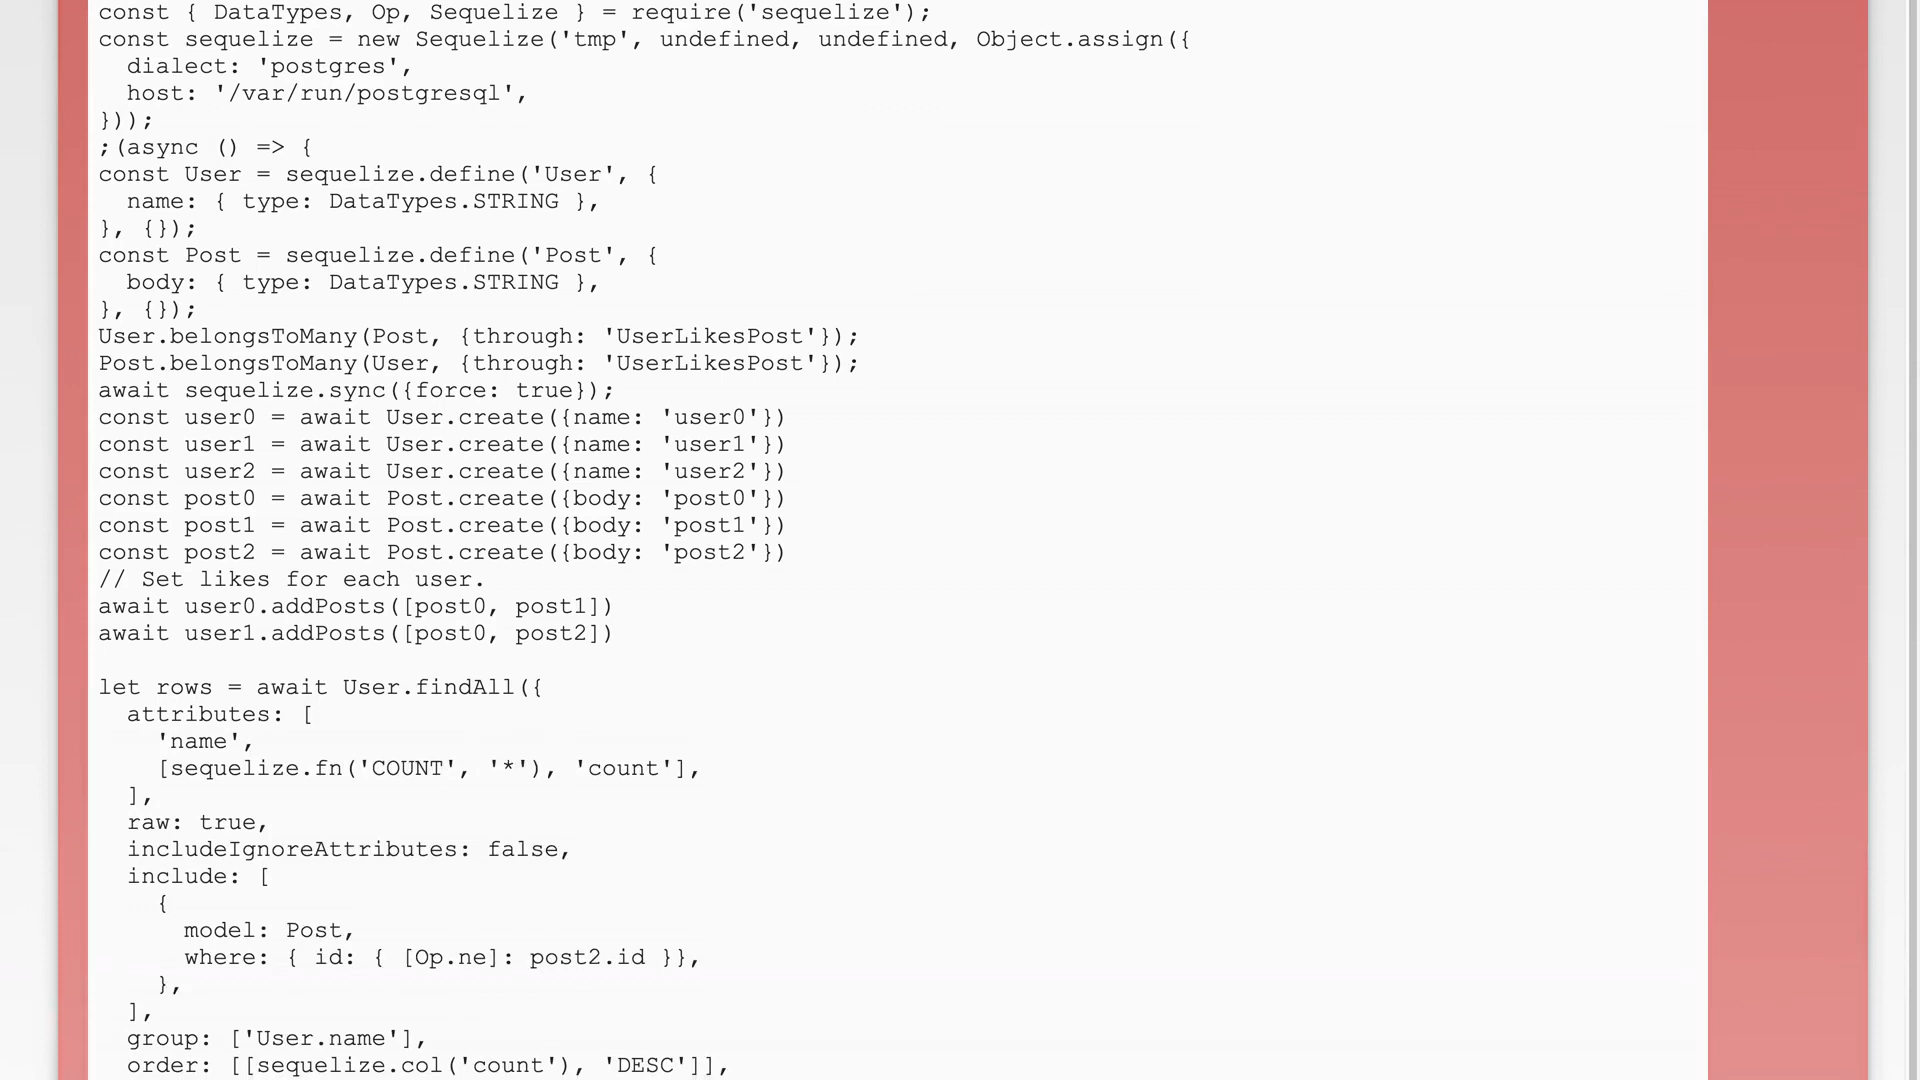 const { DataTypes, Op, Sequelize } = require('sequelize');
const sequelize = new Sequelize('tmp', undefined, undefined, Object.assign({
  dialect: 'postgres',
  host: '/var/run/postgresql',
}));
;(async () => {
const User = sequelize.define('User', {
  name: { type: DataTypes.STRING },
}, {});
const Post = sequelize.define('Post', {
  body: { type: DataTypes.STRING },
}, {});
User.belongsToMany(Post, {through: 'UserLikesPost'});
Post.belongsToMany(User, {through: 'UserLikesPost'});
await sequelize.sync({force: true});
const user0 = await User.create({name: 'user0'})
const user1 = await User.create({name: 'user1'})
const user2 = await User.create({name: 'user2'})
const post0 = await Post.create({body: 'post0'})
const post1 = await Post.create({body: 'post1'})
const post2 = await Post.create({body: 'post2'})
// Set likes for each user.
await user0.addPosts([post0, post1])
await user1.addPosts([post0, post2])

let rows = await User.findAll({
  attributes: [
    'name',
    [sequelize.fn('COUNT', '*'), 'count'],
  ],
  raw: true,
  includeIgnoreAttributes: false,
  include: [
    {
      model: Post,
      where: { id: { [Op.ne]: post2.id }},
    },
  ],
  group: ['User.name'],
  order: [[sequelize.col('count'), 'DESC']],